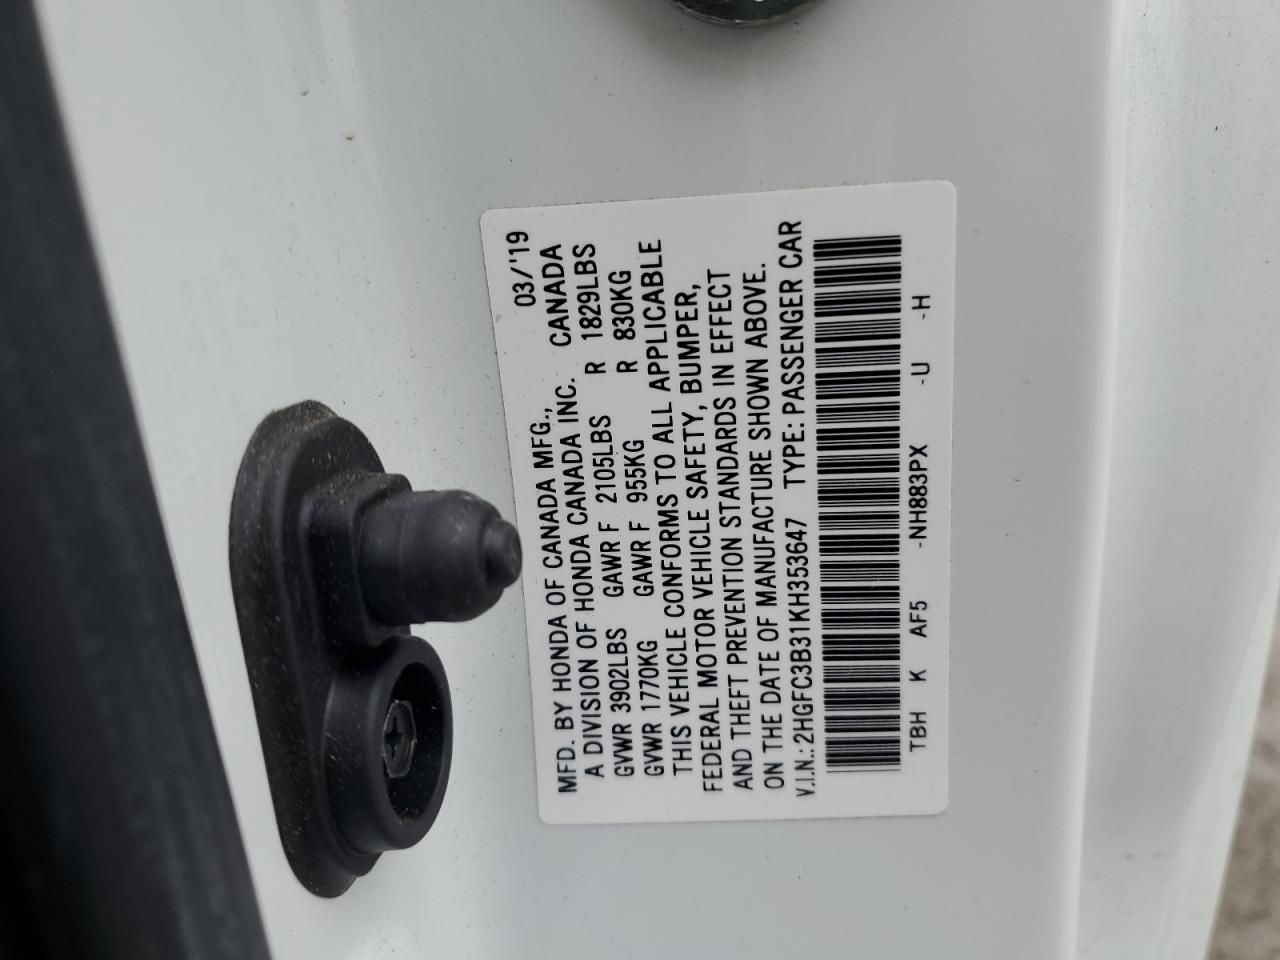 MFD. BY HONDA OF CANADA MFG., 03/'19
A DIVISION OF HONDA CANADA INC. CANADA
GVWR 3902LBS GAWR F 2105LBS R 1829LBS
GVWR 1770KG GAWR F 955KG R 830KG
THIS VEHICLE CONFORMS TO ALL APPLICABLE
FEDERAL MOTOR VEHICLE SAFETY, BUMPER,
AND THEFT PREVENTION STANDARDS IN EFFECT
ON THE DATE OF MANUFACTURE SHOWN ABOVE.
V.I.N.:2HGFC3B31KH353647 TYPE:PASSENGER CAR
TBH K AF5 -NH883PX -U -H